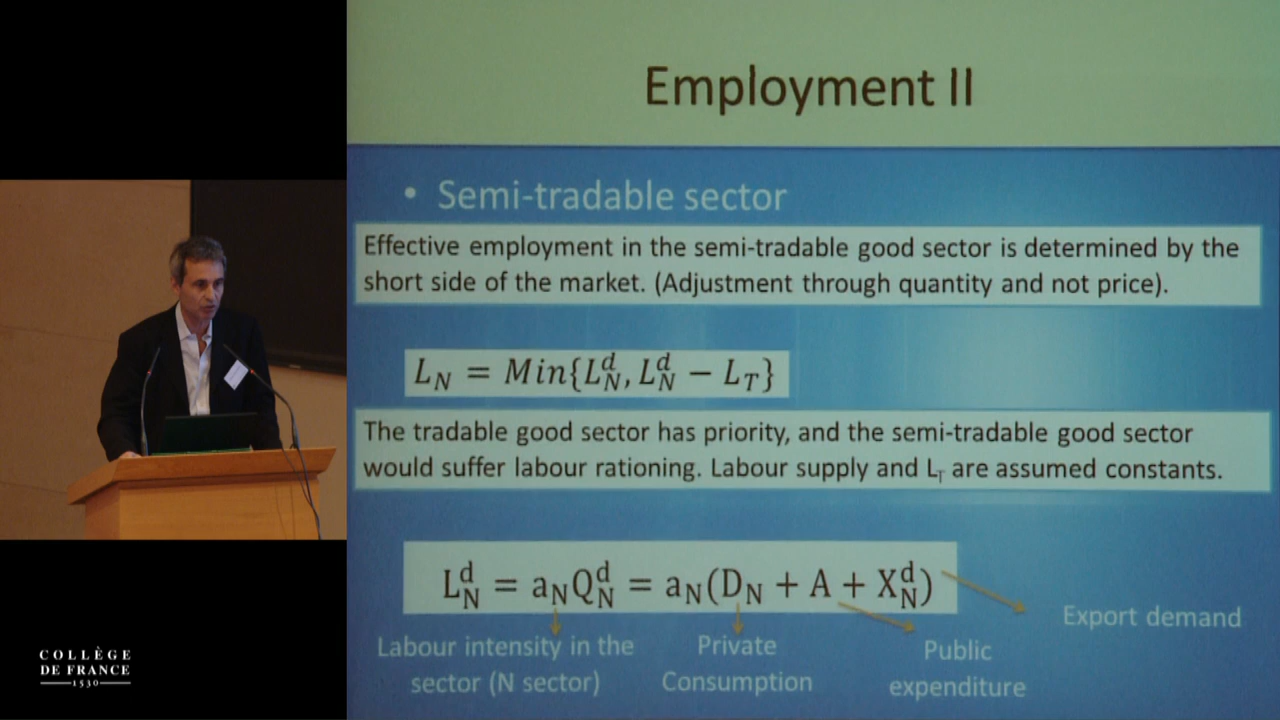 Employment II
• Semi-tradable sector
Effective employment in the semi-tradable good sector is determined by the
short side of the market. (Adjustment through quantity and not price).
L_N = Min{L_N^d, L_N^d − L_T}
The tradable good sector has priority, and the semi-tradable good sector
would suffer labour rationing. Labour supply and L_T are assumed constants.
L_N^d = a_N Q_N^d = a_N(D_N + A + X_N^d)
Export demand
Labour intensity in the
sector (N sector)
Private
Consumption
Public
expenditure
COLLÈGE
DE FRANCE
1530